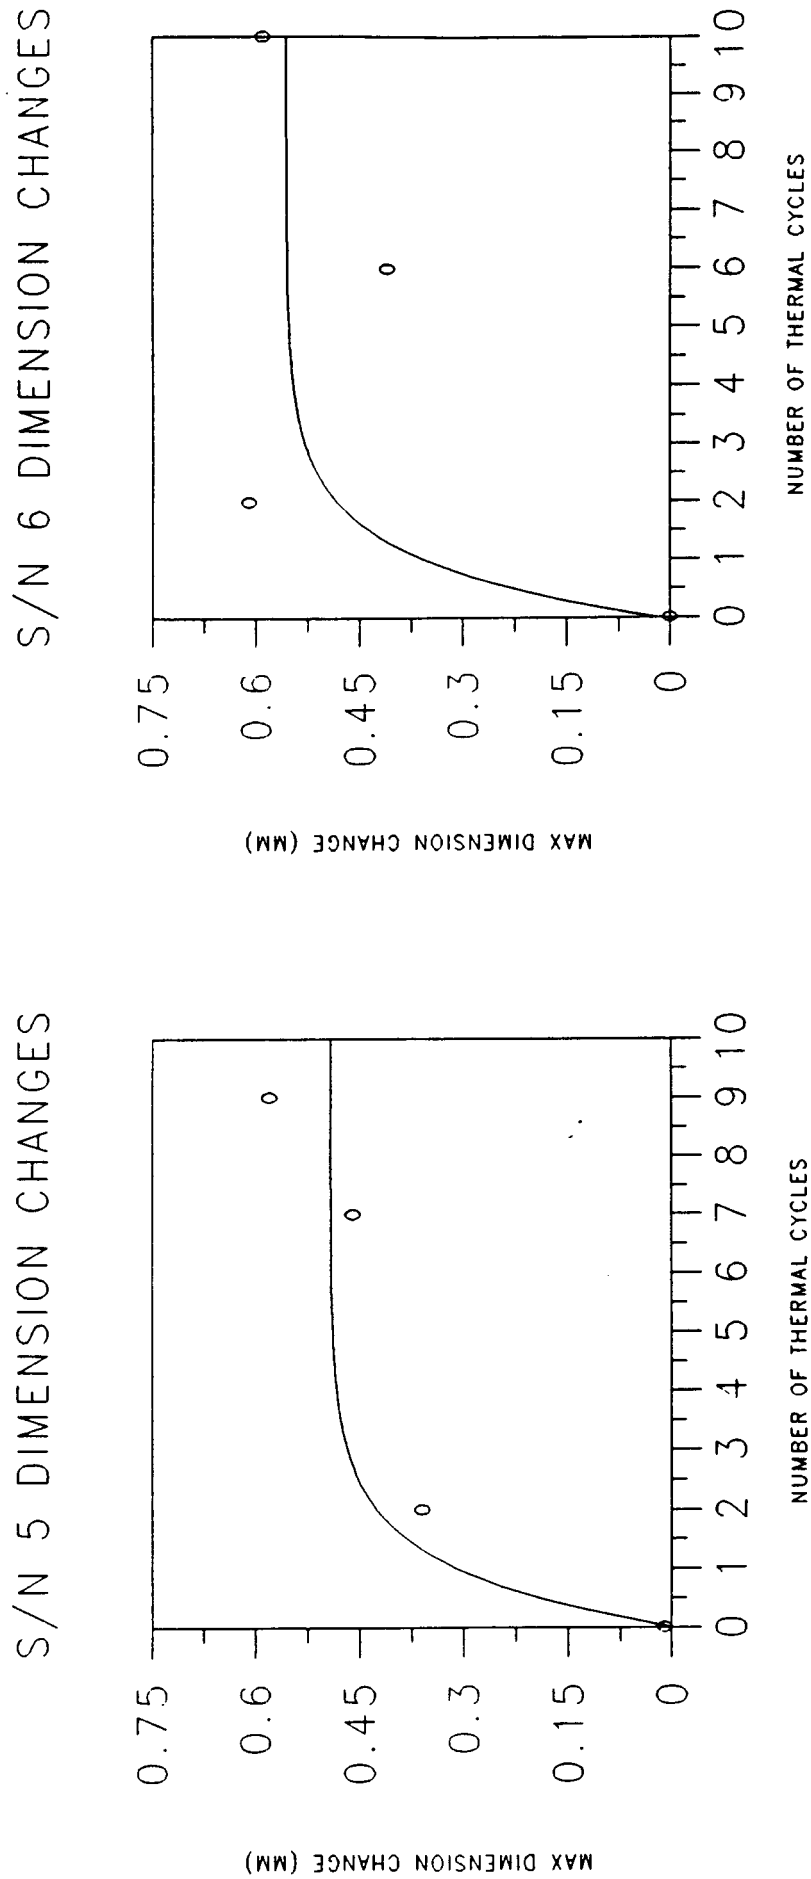 S/N 5 DIMENSION CHANGES
MAX DIMENSION CHANGE (MM)
0.75
0.6
0.45
0.3
0.15
0
0 1 2 3 4 5 6 7 8 9 10
NUMBER OF THERMAL CYCLES
S/N 6 DIMENSION CHANGES
MAX DIMENSION CHANGE (MM)
0.75
0.6
0.45
0.3
0.15
0
0 1 2 3 4 5 6 7 8 9 10
NUMBER OF THERMAL CYCLES